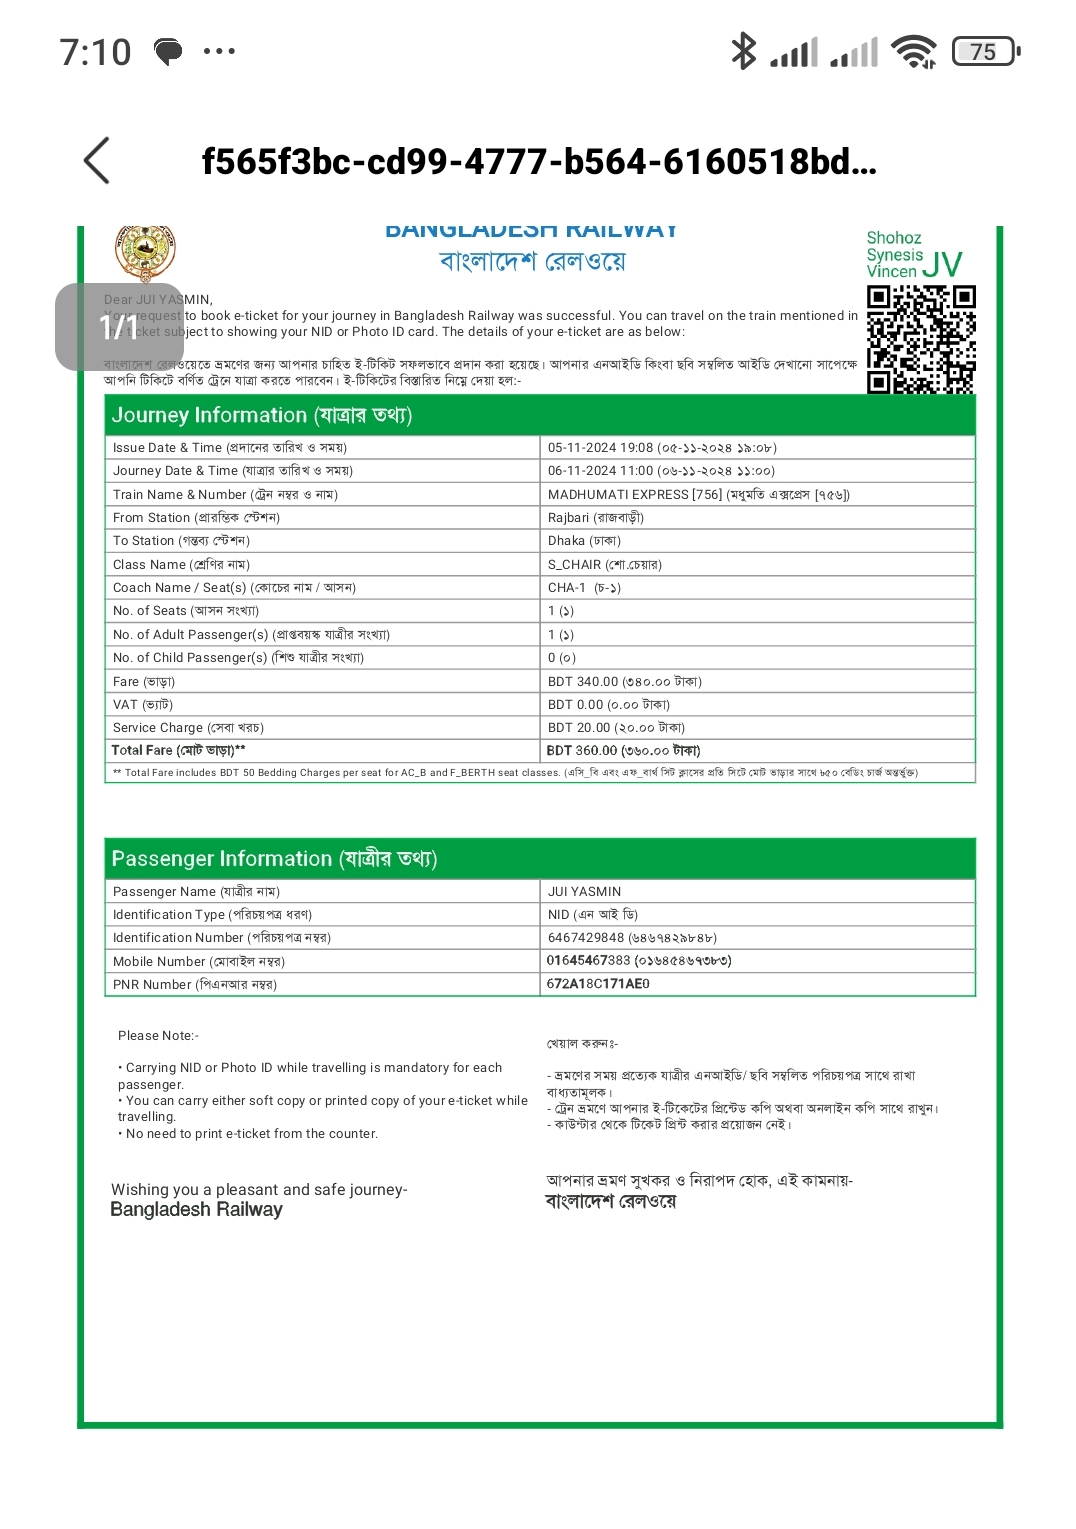 7:10
75
f565f3bc-cd99-4777-b564-6160518bd...
BANGLADESH RAILWAY
বাংলাদেশ রেলওয়ে
Shohoz
Synesis
Vincen JV
1/1
Dear JUI YASMIN,
Your request to book e-ticket for your journey in Bangladesh Railway was successful. You can travel on the train mentioned in
the ticket subject to showing your NID or Photo ID card. The details of your e-ticket are as below:
বাংলাদেশ রেলওয়েতে ভ্রমণের জন্য আপনার চাহিত ই-টিকিট সফলভাবে প্রদান করা হয়েছে। আপনার এনআইডি কিংবা ছবি সম্বলিত আইডি দেখানো সাপেক্ষে
আপনি টিকিটে বর্ণিত ট্রেনে যাত্রা করতে পারবেন। ই-টিকিটের বিস্তারিত নিম্নে দেয়া হল:-
Journey Information (যাত্রার তথ্য)
Issue Date & Time (প্রদানের তারিখ ও সময়) 05-11-2024 19:08 (০৫-১১-২০২৪ ১৯:০৮)
Journey Date & Time (যাত্রার তারিখ ও সময়) 06-11-2024 11:00 (০৬-১১-২০২৪ ১১:০০)
Train Name & Number (ট্রেন নম্বর ও নাম) MADHUMATI EXPRESS [756] (মধুমতি এক্সপ্রেস [৭৫৬])
From Station (প্রারম্ভিক স্টেশন) Rajbari (রাজবাড়ী)
To Station (গন্তব্য স্টেশন) Dhaka (ঢাকা)
Class Name (শ্রেণির নাম) S_CHAIR (শো.চেয়ার)
Coach Name / Seat(s) (কোচের নাম / আসন) CHA-1 (চ-১)
No. of Seats (আসন সংখ্যা) 1 (১)
No. of Adult Passenger(s) (প্রাপ্তবয়স্ক যাত্রীর সংখ্যা) 1 (১)
No. of Child Passenger(s) (শিশু যাত্রীর সংখ্যা) 0 (০)
Fare (ভাড়া) BDT 340.00 (৩৪০.০০ টাকা)
VAT (ভ্যাট) BDT 0.00 (০.০০ টাকা)
Service Charge (সেবা খরচ) BDT 20.00 (২০.০০ টাকা)
Total Fare (মোট ভাড়া)** BDT 360.00 (৩৬০.০০ টাকা)
** Total Fare includes BDT 50 Bedding Charges per seat for AC_B and F_BERTH seat classes. (এসি_বি এবং এফ_বার্থ সিট ক্লাসের প্রতি সিটে মোট ভাড়ার সাথে ৳৫০ বেডিং চার্জ অন্তর্ভুক্ত)
Passenger Information (যাত্রীর তথ্য)
Passenger Name (যাত্রীর নাম) JUI YASMIN
Identification Type (পরিচয়পত্র ধরণ) NID (এন আই ডি)
Identification Number (পরিচয়পত্র নম্বর) 6467429848 (৬৪৬৭৪২৯৮৪৮)
Mobile Number (মোবাইল নম্বর) 01645467383 (০১৬৪৫৪৬৭৩৮৩)
PNR Number (পিএনআর নম্বর) 672A18C171AE0
Please Note:-
• Carrying NID or Photo ID while travelling is mandatory for each
passenger.
• You can carry either soft copy or printed copy of your e-ticket while
travelling.
• No need to print e-ticket from the counter.
Wishing you a pleasant and safe journey-
Bangladesh Railway
খেয়াল করুনঃ-
- ভ্রমণের সময় প্রত্যেক যাত্রীর এনআইডি/ ছবি সম্বলিত পরিচয়পত্র সাথে রাখা
বাধ্যতামূলক।
- ট্রেন ভ্রমণে আপনার ই-টিকেটের প্রিন্টেড কপি অথবা অনলাইন কপি সাথে রাখুন।
- কাউন্টার থেকে টিকেট প্রিন্ট করার প্রয়োজন নেই।
আপনার ভ্রমণ সুখকর ও নিরাপদ হোক, এই কামনায়-
বাংলাদেশ রেলওয়ে